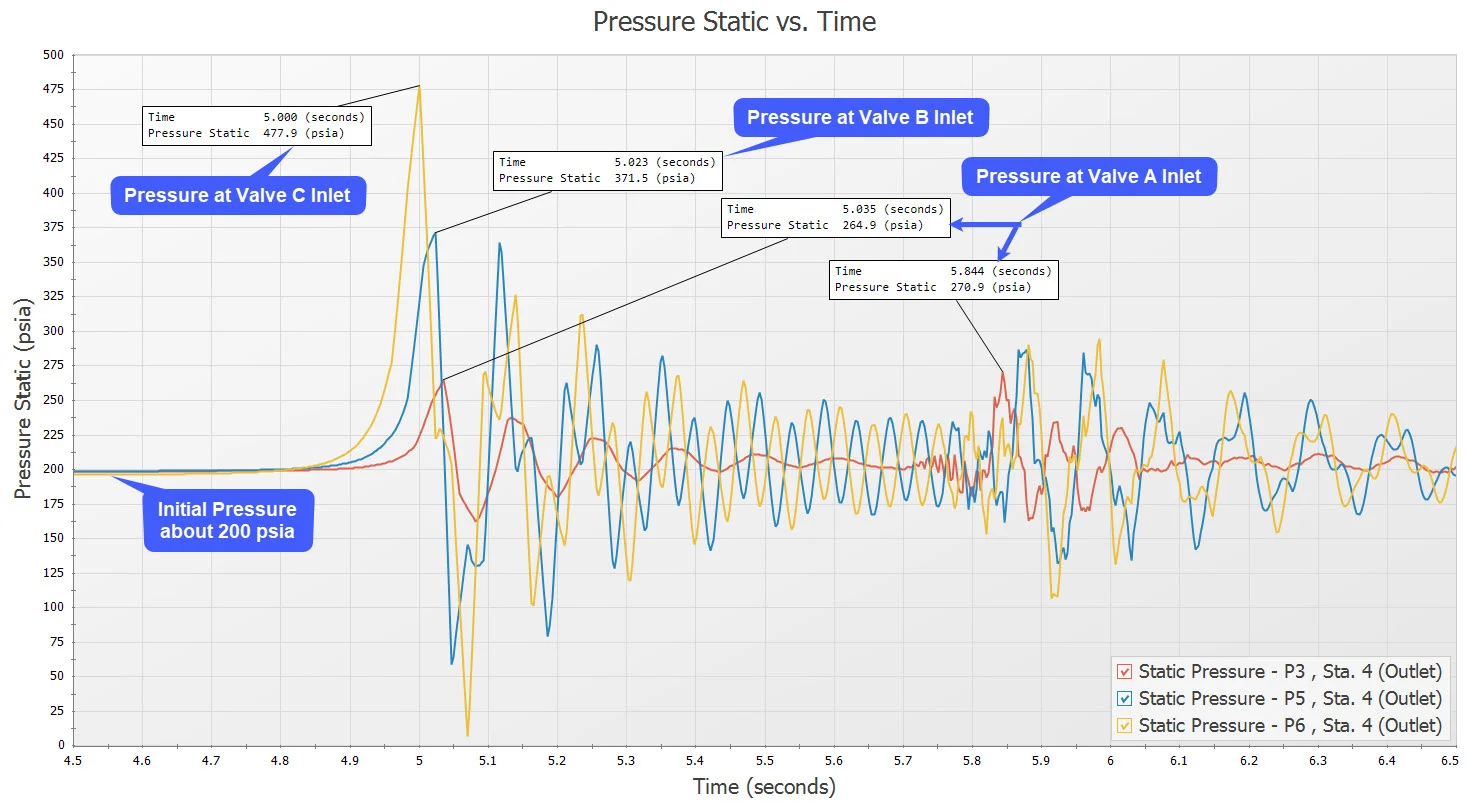 Pressure Static vs. Time
Pressure Static (psia)
500
475
450
425
400
375
350
325
300
275
250
225
200
175
150
125
100
75
50
25
0
Time 5.000 (seconds)
Pressure Static 477.9 (psia)
Pressure at Valve C Inlet
Time 5.023 (seconds)
Pressure Static 371.5 (psia)
Pressure at Valve B Inlet
Time 5.035 (seconds)
Pressure Static 264.9 (psia)
Pressure at Valve A Inlet
Time 5.844 (seconds)
Pressure Static 270.9 (psia)
Initial Pressure
about 200 psia
Static Pressure - P3 , Sta. 4 (Outlet)
Static Pressure - P5 , Sta. 4 (Outlet)
Static Pressure - P6 , Sta. 4 (Outlet)
4.5 4.6 4.7 4.8 4.9 5 5.1 5.2 5.3 5.4 5.5 5.6 5.7 5.8 5.9 6 6.1 6.2 6.3 6.4 6.5
Time (seconds)